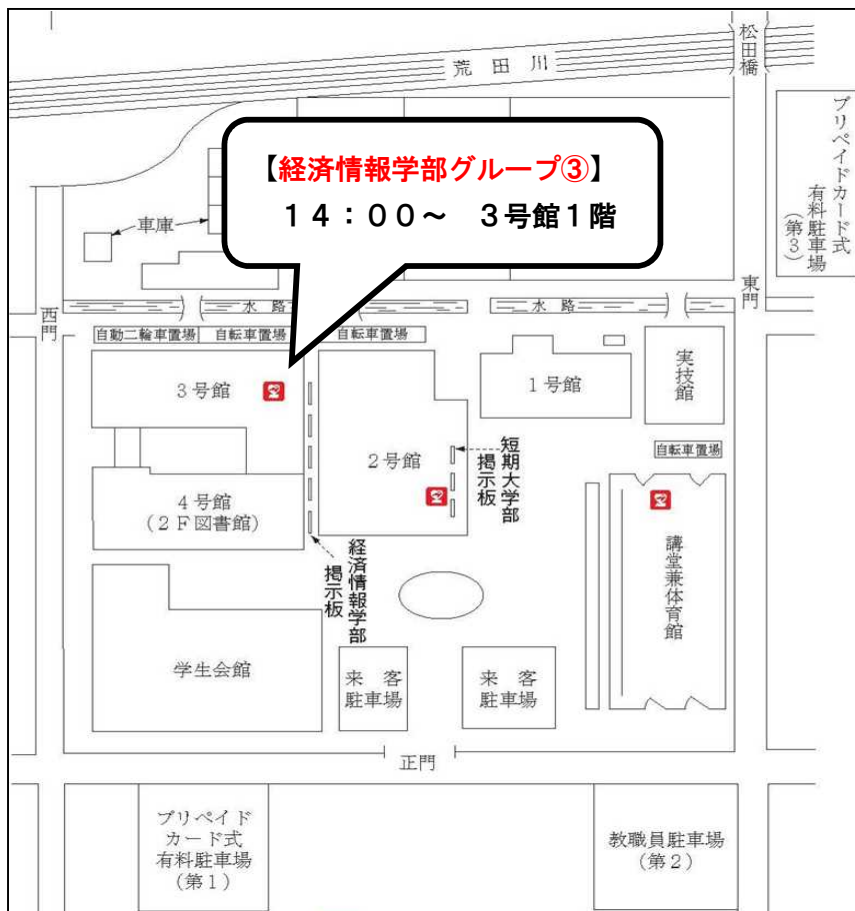 松田橋
荒田川
プリペイドカード式
有料駐車場
(第3)
【経済情報学部グループ③】
14:00～ 3号館1階
車庫
東門
西門
水路
水路
自動二輪車置場
自転車置場
自転車置場
3号館
1号館
実技館
2号館
短期大学部
掲示板
自転車置場
4号館
(2F図書館)
経済情報学部
掲示板
講堂兼体育館
学生会館
来客
駐車場
来客
駐車場
正門
プリペイド
カード式
有料駐車場
(第1)
教職員駐車場
(第2)